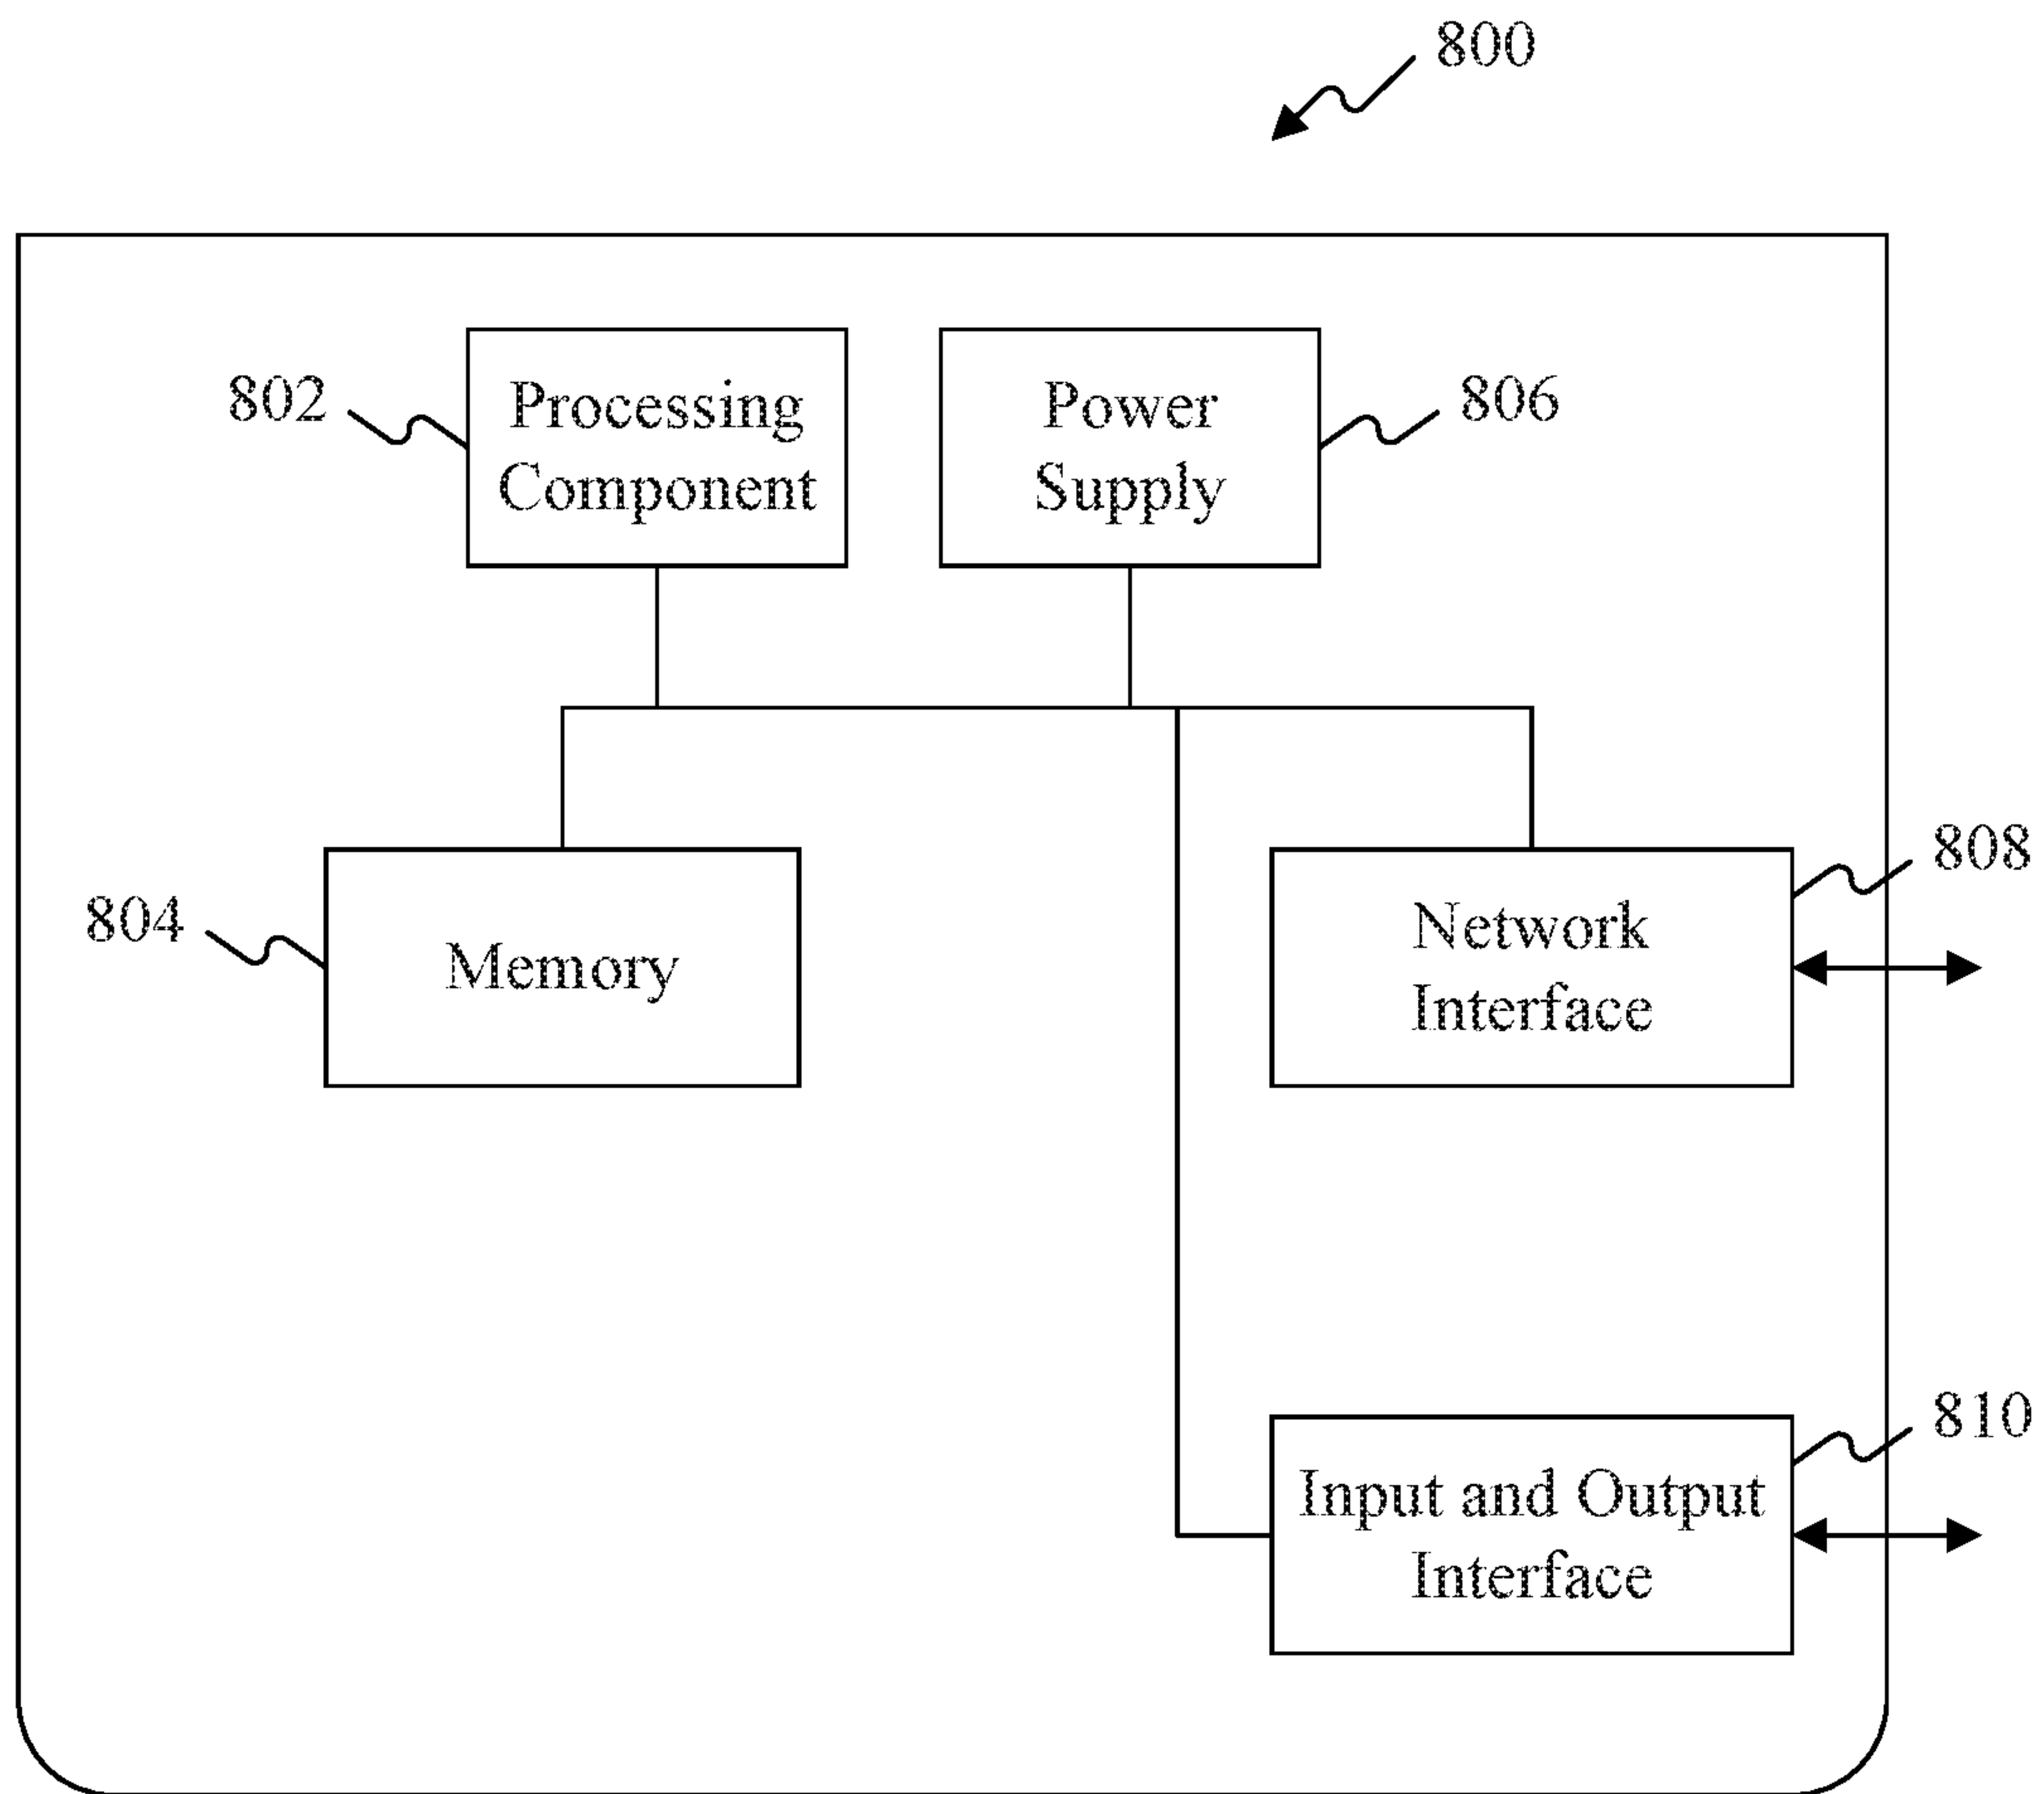 800
802
Processing
Component
Power
Supply
806
804
Memory
Network
Interface
808
Input and Output
Interface
810